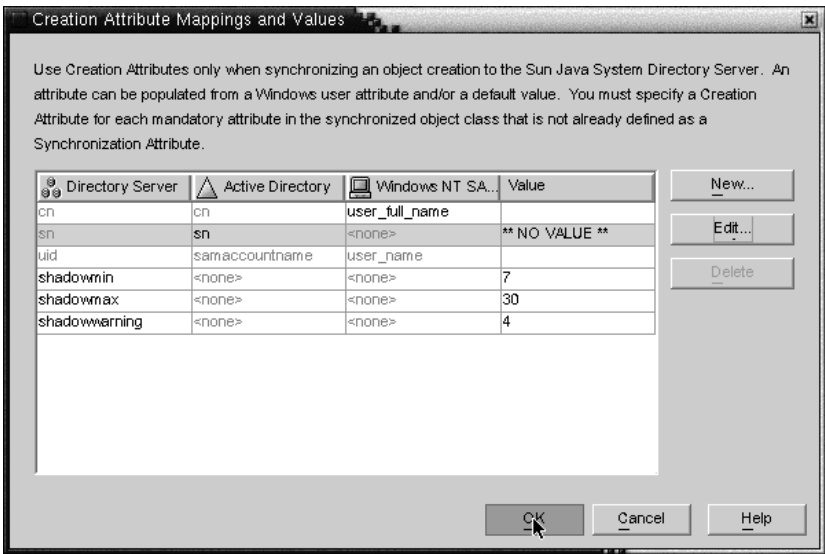 Creation Attribute Mappings and Values
Use Creation Attributes only when synchronizing an object creation to the Sun Java System Directory Server. An
attribute can be populated from a Windows user attribute and/or a default value. You must specify a Creation
Attribute for each mandatory attribute in the synchronized object class that is not already defined as a
Synchronization Attribute.
Directory Server Active Directory Windows NT SA... Value
cn cn user_full_name
sn sn <none> ** NO VALUE **
uid samaccountname user_name
shadowmin <none> <none> 7
shadowmax <none> <none> 30
shadowwarning <none> <none> 4
New...
Edit...
Delete
OK Cancel Help